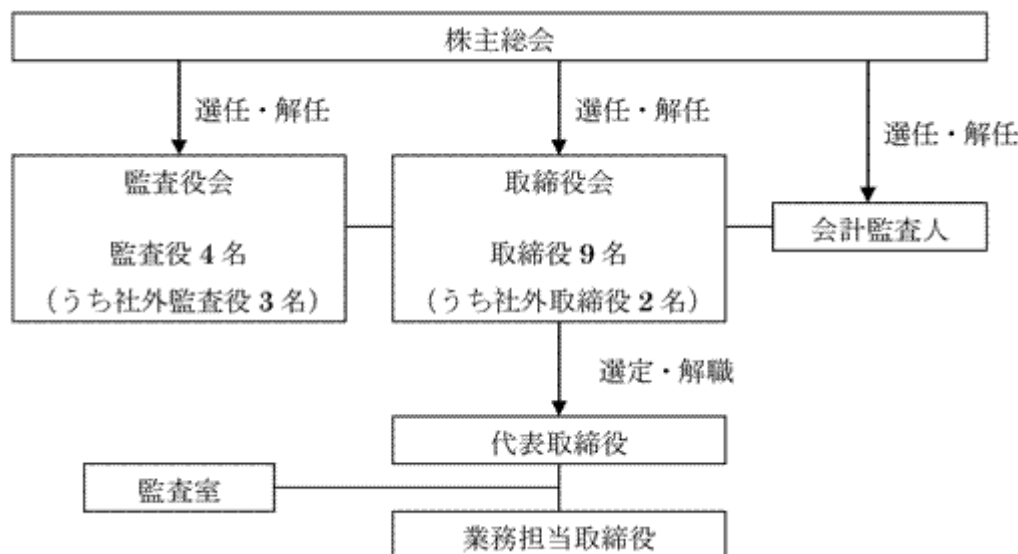 株主総会
選任・解任
選任・解任
選任・解任
監査役会
監査役 4 名
（うち社外監査役 3 名）
取締役会
取締役 9 名
（うち社外取締役 2 名）
会計監査人
選定・解職
代表取締役
監査室
業務担当取締役